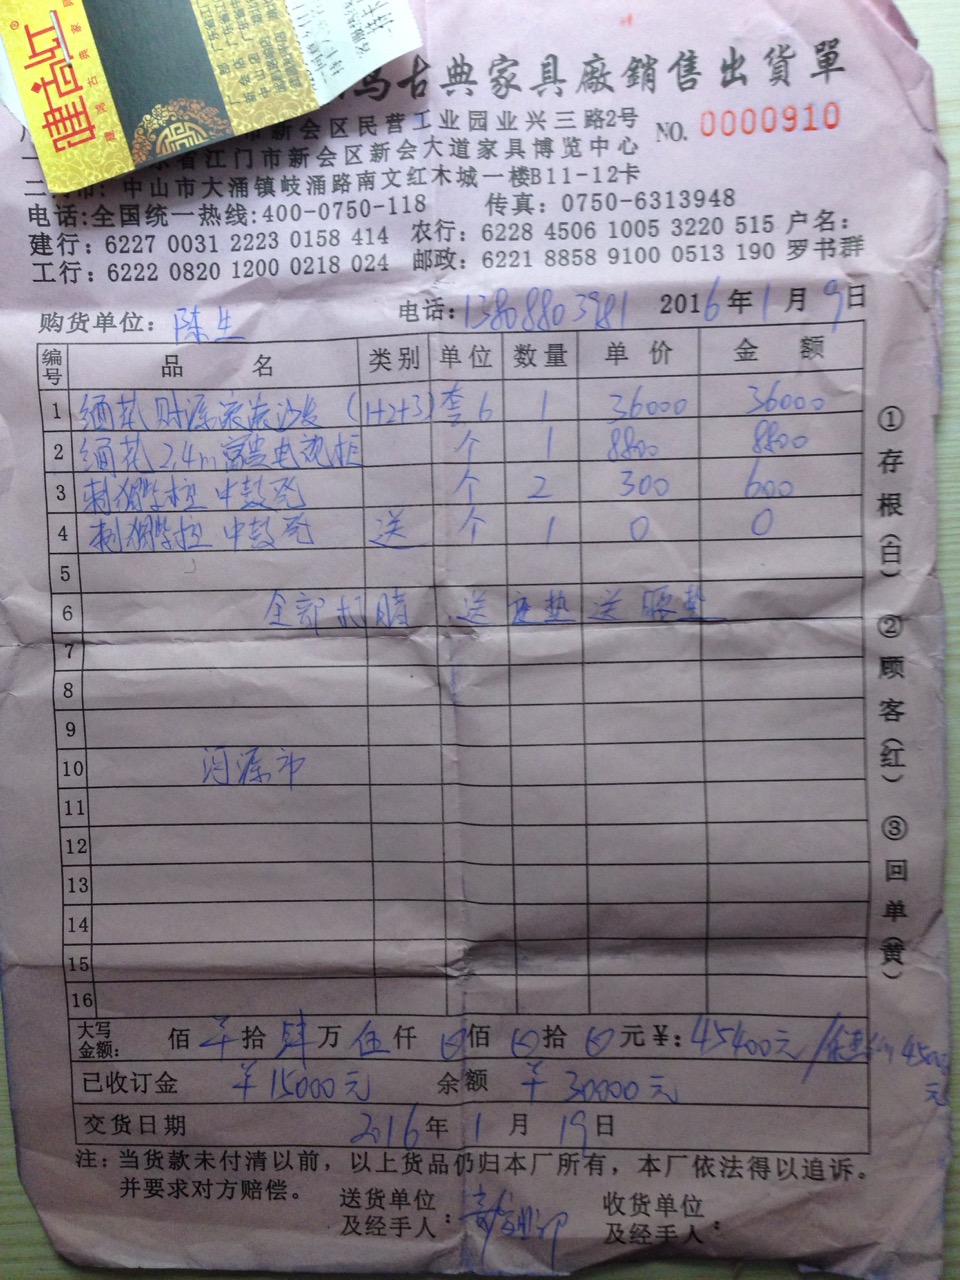 建古鸿
古典家具廠銷售出貨單
市新会区民营工业园业兴三路2号
NO. 0000910
省江门市新会区新会大道家具博览中心
中山市大涌镇岐涌路南文红木城一楼B11-12卡
电话:全国统一热线:400-0750-118 传真: 0750-6313948
建行: 6227 0031 2223 0158 414 农行: 6228 4506 1005 3220 515 户名:
工行: 6222 0820 1200 0218 024 邮政: 6221 8858 9100 0513 190 罗书群
购货单位: 陈生 电话: 13808803981 2016年1月9日
编号 品名 类别 单位 数量 单价 金额
1 缅花财源滚滚沙发 (1+2+3) 套6 1 36000 36000
2 缅花2.4m富贵电视柜 个 1 8800 8800
3 刺猬紫檀 中鼓凳 个 2 300 600
4 刺猬紫檀 中鼓凳 送 个 1 0 0
5
6 全部打腊 送座垫 送腰垫
7
8
9
10 河源市
11
12
13
14
15
16
大写金额: 佰 拾 肆万 伍仟 佰 拾 元 ¥: 45400元 45000元
已收订金 ¥15000元 余额 ¥30000元
交货日期 2016年1月19日
注: 当货款未付清以前，以上货品仍归本厂所有，本厂依法得以追诉。
并要求对方赔偿。
送货单位及经手人: 收货单位及经手人:
①存根(白) ②顾客(红) ③回单(黄)